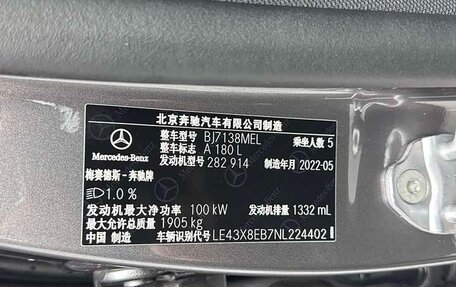 北京奔驰汽车有限公司制造
整车型号 BJ7138MEL 乘坐人数 5
整车标志 A 180 L
Mercedes-Benz
发动机型号 282 914 制造年月 2022-05
梅赛德斯-奔驰牌
1.0 %
发动机最大净功率 100 kW 发动机排量 1332 mL
最大允许总质量 1905 kg
中国 制造 车辆识别代号 LE43X8EB7NL224402